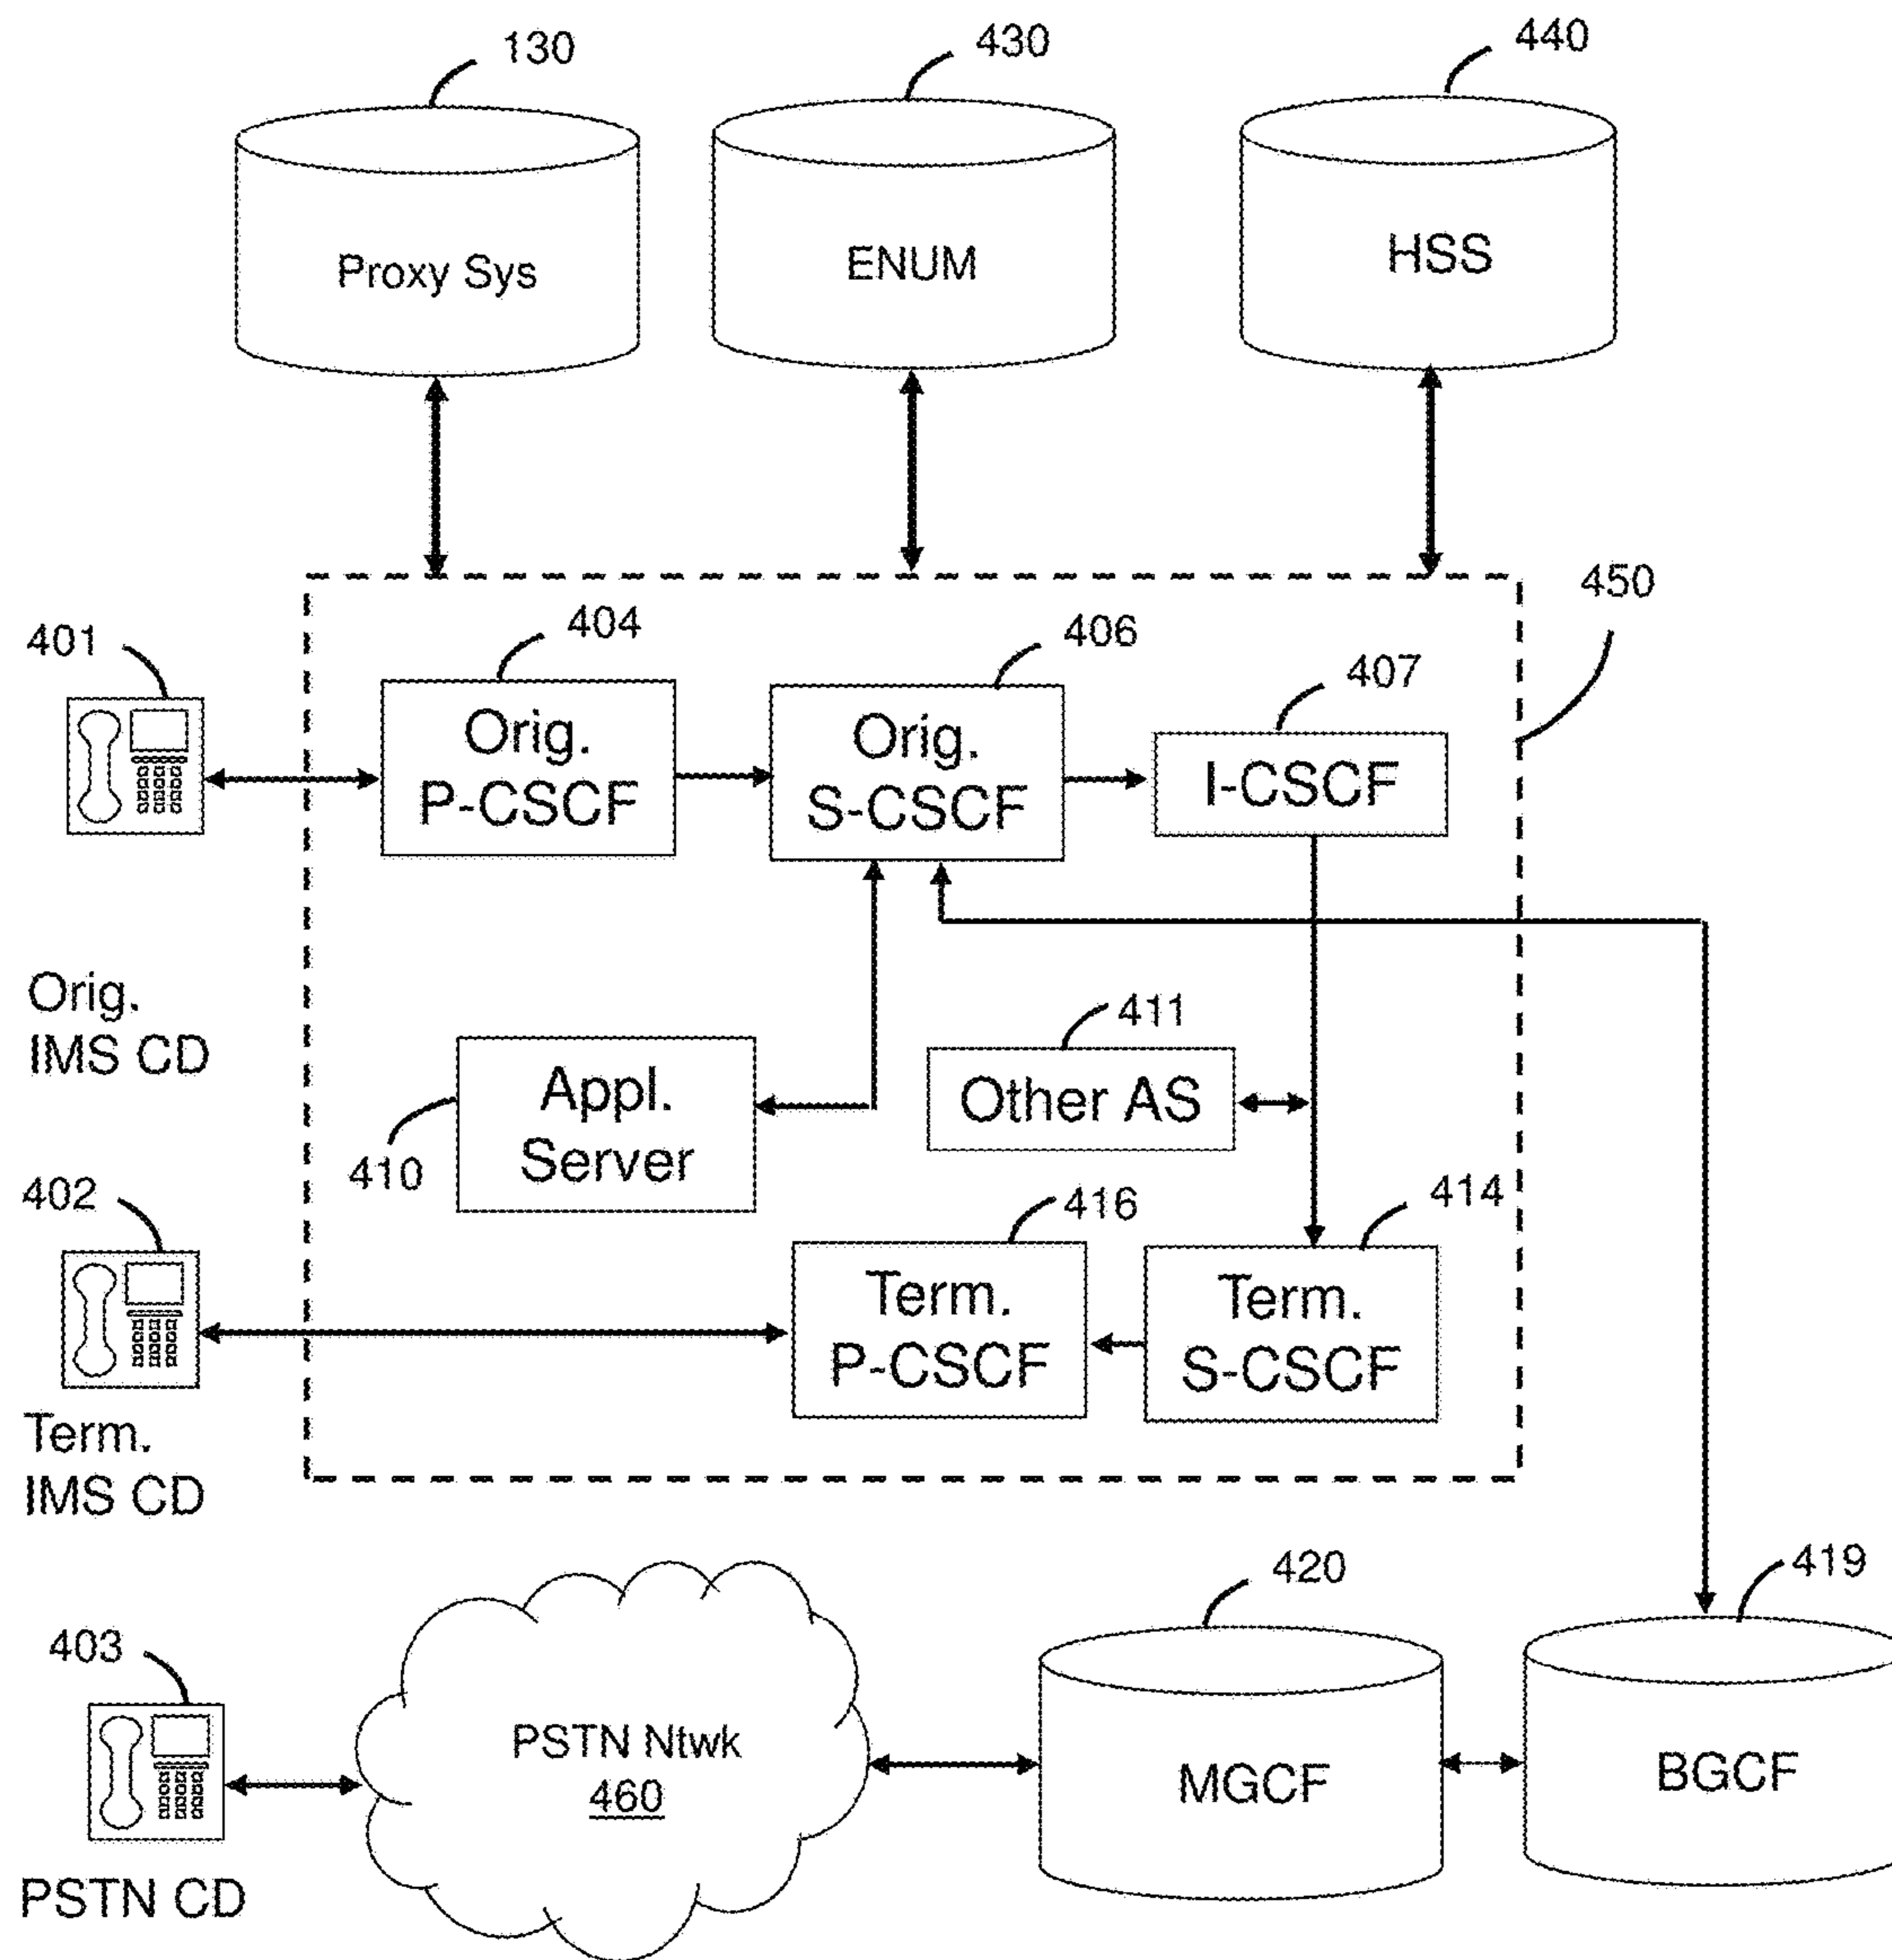 130
430
440
Proxy Sys
ENUM
HSS
450
401
404
406
407
Orig.
P-CSCF
Orig.
S-CSCF
I-CSCF
Orig.
IMS CD
411
Appl.
Server
Other AS
410
402
416
414
Term.
P-CSCF
Term.
S-CSCF
Term.
IMS CD
420
419
403
PSTN Ntwk
460
MGCF
BGCF
PSTN CD